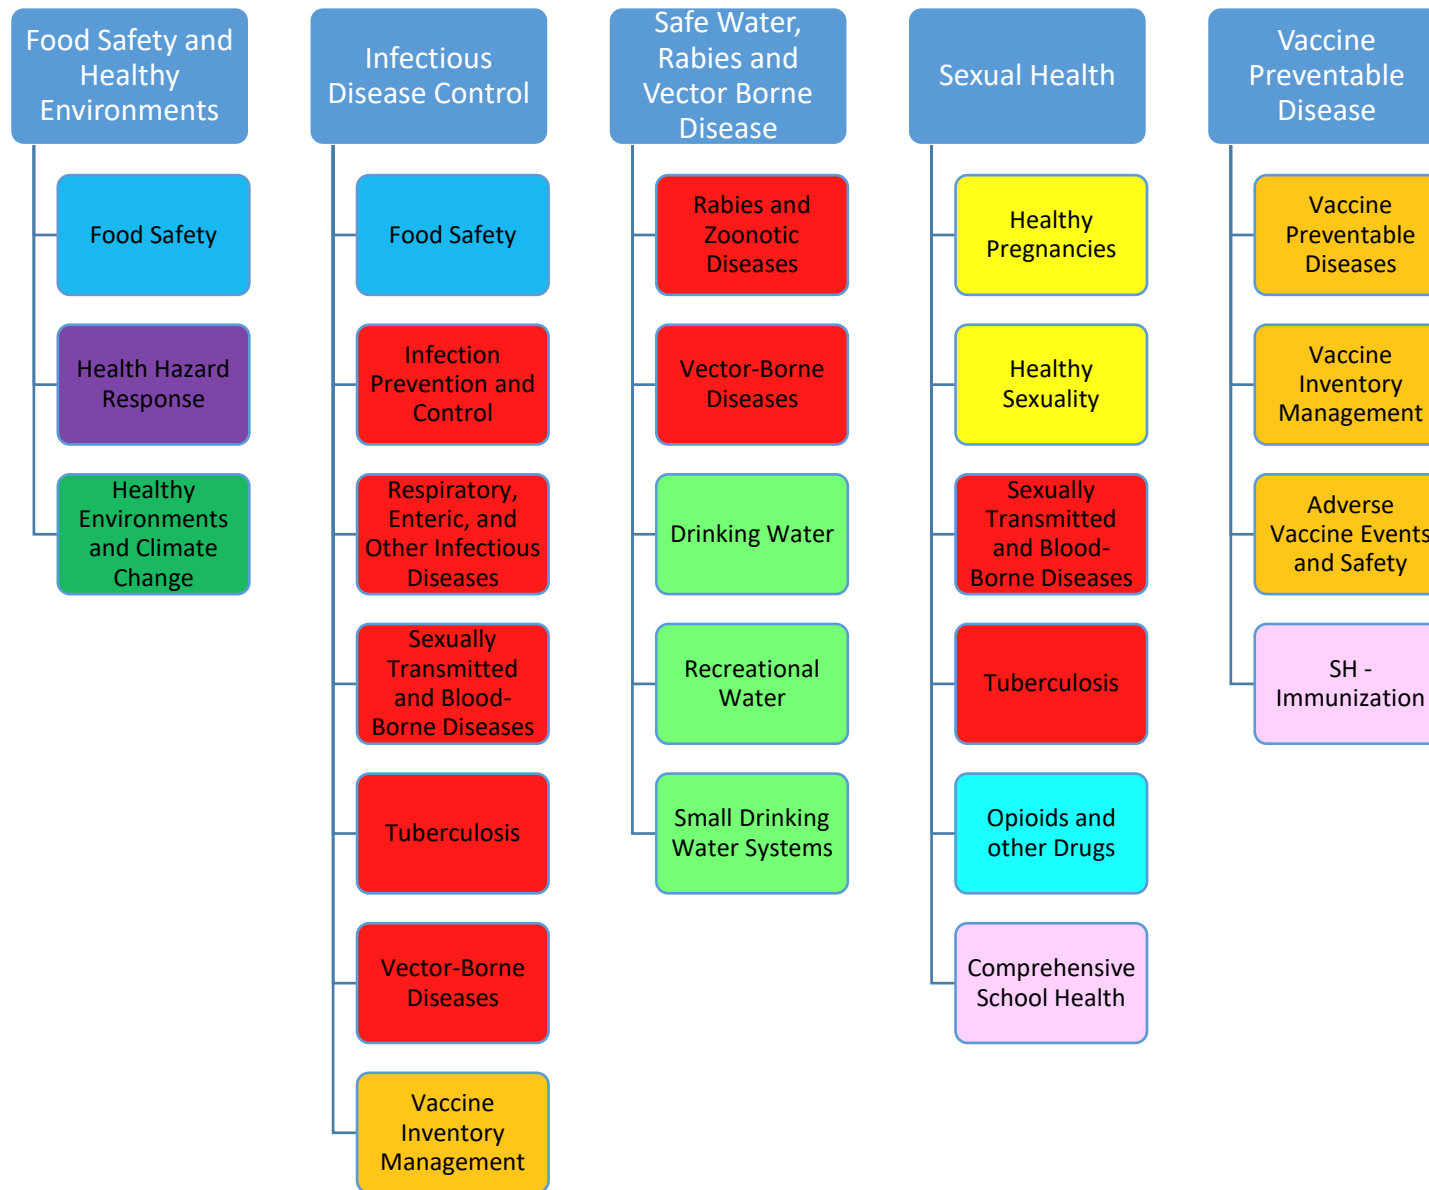 Food Safety and
Healthy
Environments
Food Safety
Health Hazard
Response
Healthy
Environments
and Climate
Change
Infectious
Disease Control
Food Safety
Infection
Prevention and
Control
Respiratory,
Enteric, and
Other Infectious
Diseases
Sexually
Transmitted
and Blood-
Borne Diseases
Tuberculosis
Vector-Borne
Diseases
Vaccine
Inventory
Management
Safe Water,
Rabies and
Vector Borne
Disease
Rabies and
Zoonotic
Diseases
Vector-Borne
Diseases
Drinking Water
Recreational
Water
Small Drinking
Water Systems
Sexual Health
Healthy
Pregnancies
Healthy
Sexuality
Sexually
Transmitted
and Blood-
Borne Diseases
Tuberculosis
Opioids and
other Drugs
Comprehensive
School Health
Vaccine
Preventable
Disease
Vaccine
Preventable
Diseases
Vaccine
Inventory
Management
Adverse
Vaccine Events
and Safety
SH -
Immunization